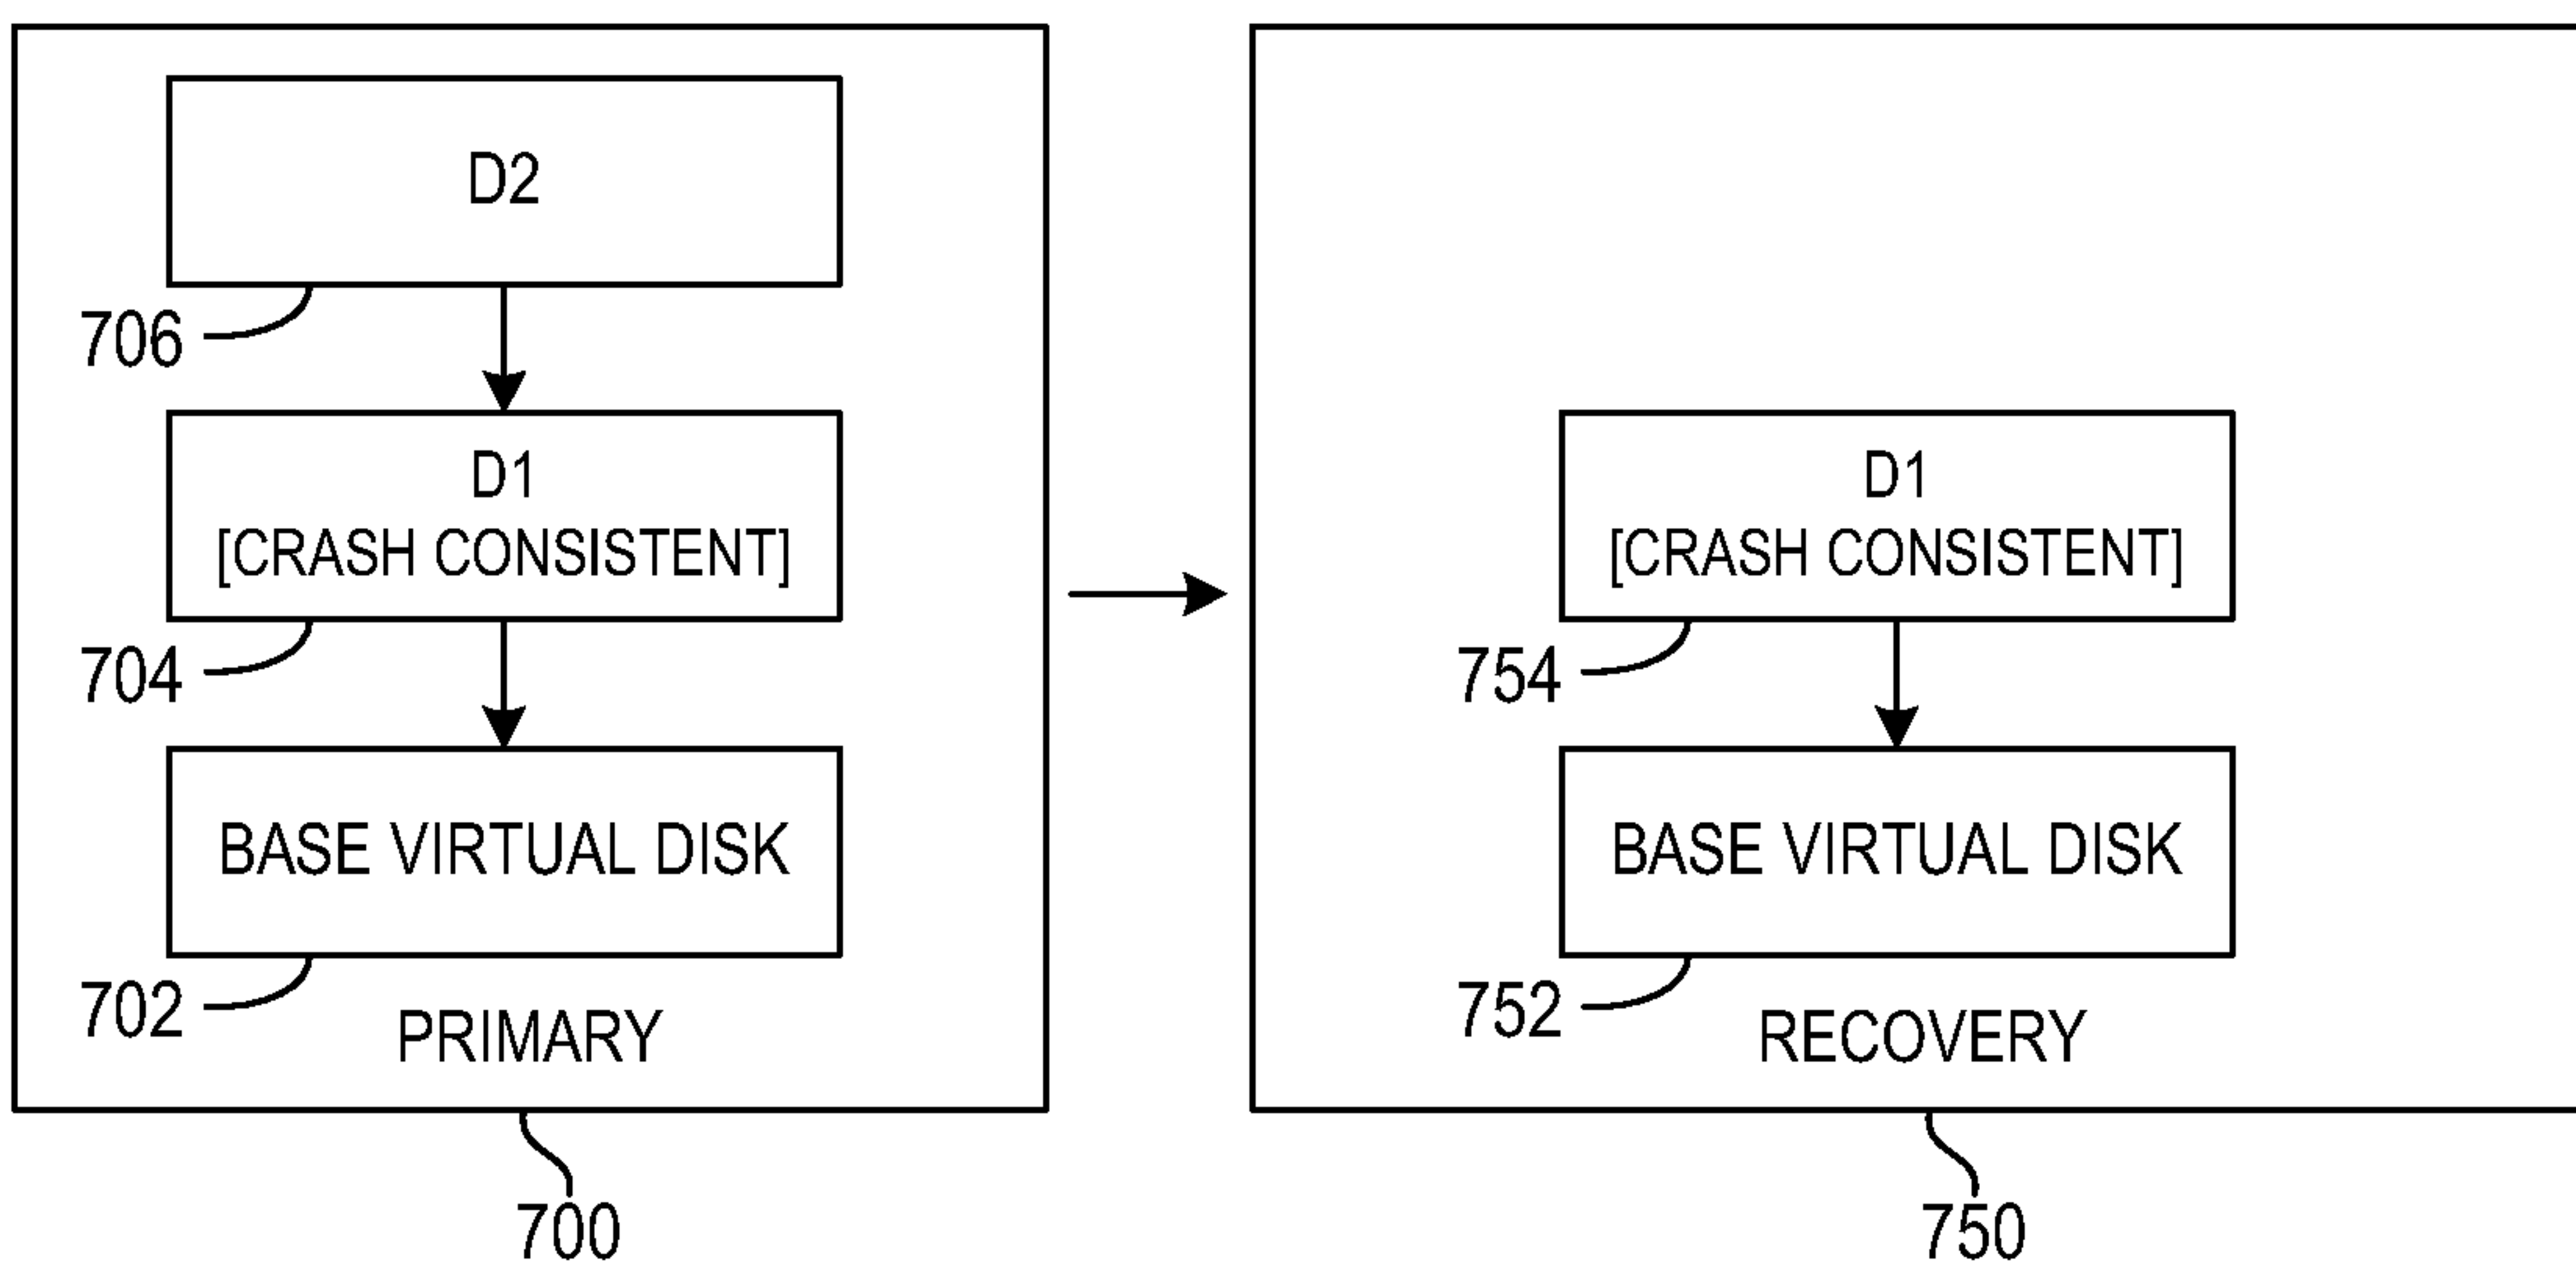 D2
706
D1
[CRASH CONSISTENT]
704
BASE VIRTUAL DISK
702
PRIMARY
700
D1
[CRASH CONSISTENT]
754
BASE VIRTUAL DISK
752
RECOVERY
750